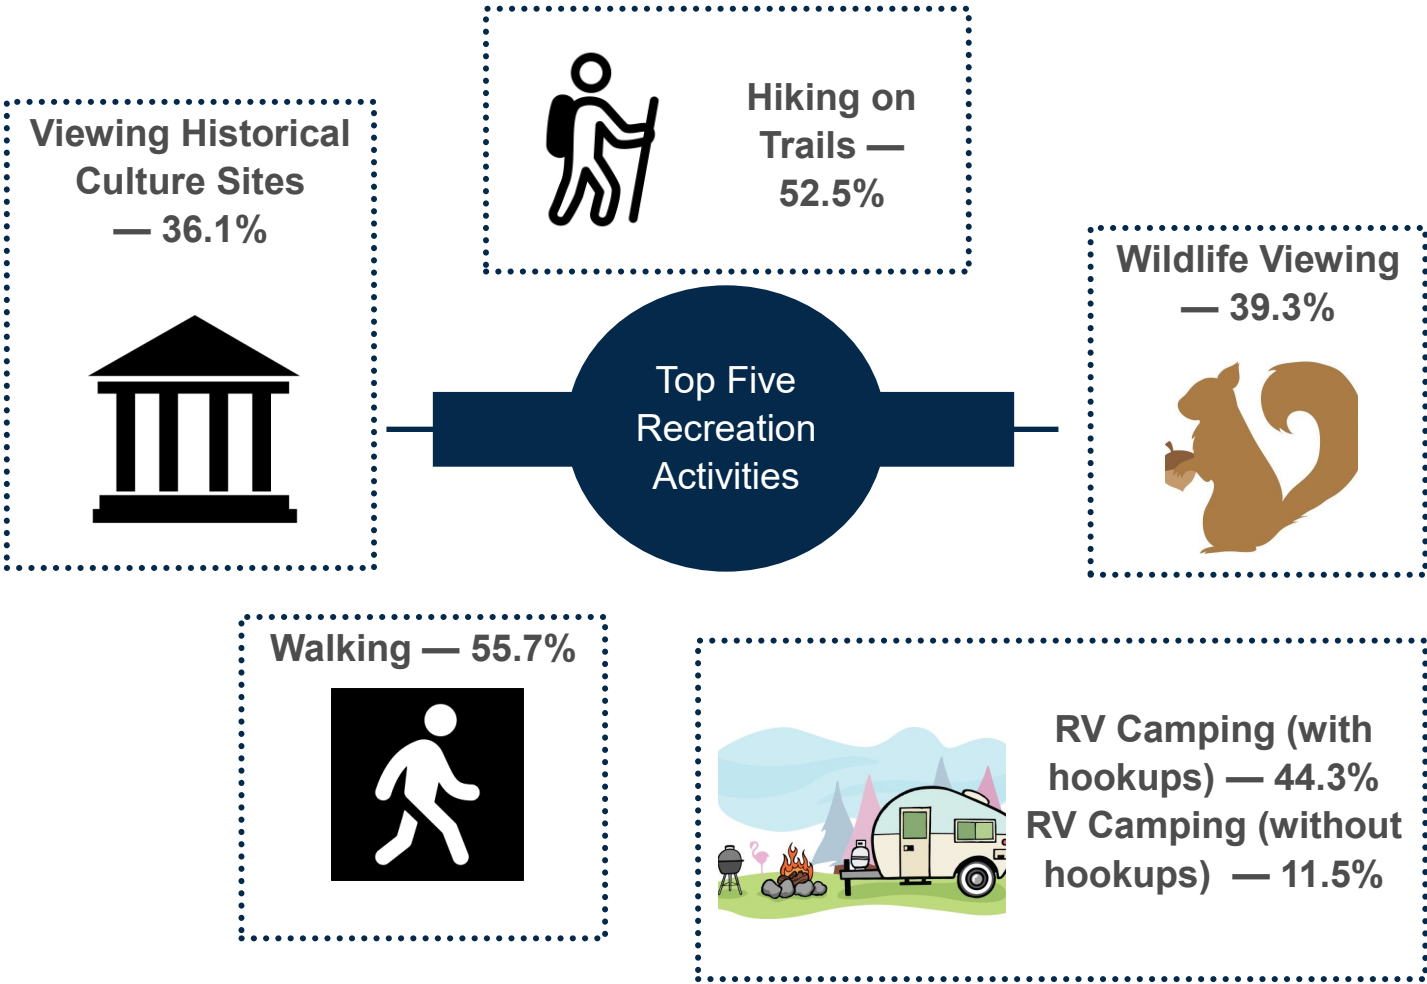 Hiking on
Trails —
52.5%
Viewing Historical
Culture Sites
— 36.1%
Wildlife Viewing
— 39.3%
Top Five
Recreation
Activities
Walking — 55.7%
RV Camping (with
hookups) — 44.3%
RV Camping (without
hookups)  — 11.5%